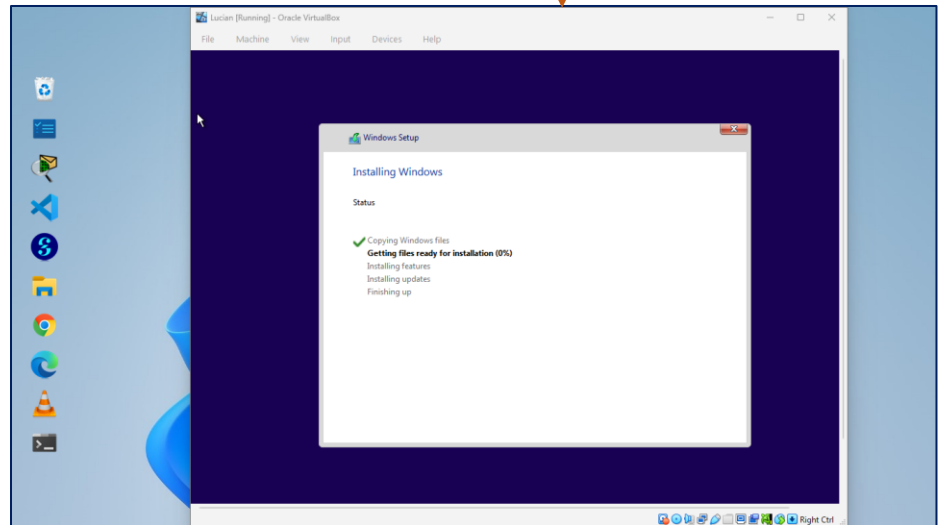 Lucian [Running] - Oracle VirtualBox
File Machine View Input Devices Help
Windows Setup
Installing Windows
Status
Copying Windows files
Getting files ready for installation (0%)
Installing features
Installing updates
Finishing up
Right Ctrl